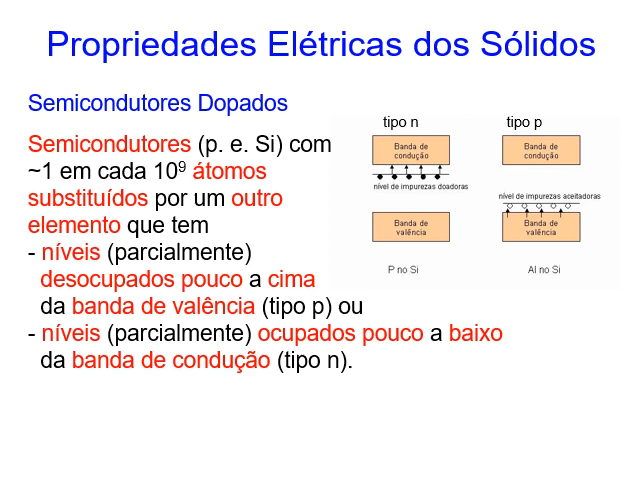 Propriedades Elétricas dos Sólidos
Semicondutores Dopados
Semicondutores (p. e. Si) com
~1 em cada 10⁹ átomos
substituídos por um outro
elemento que tem
- níveis (parcialmente)
desocupados pouco a cima
da banda de valência (tipo p) ou
- níveis (parcialmente) ocupados pouco a baixo
da banda de condução (tipo n).
tipo n
Banda de
condução
nível de impurezas doadoras
Banda de
valência
P no Si
tipo p
Banda de
condução
nível de impurezas aceitadoras
Banda de
valência
Al no Si